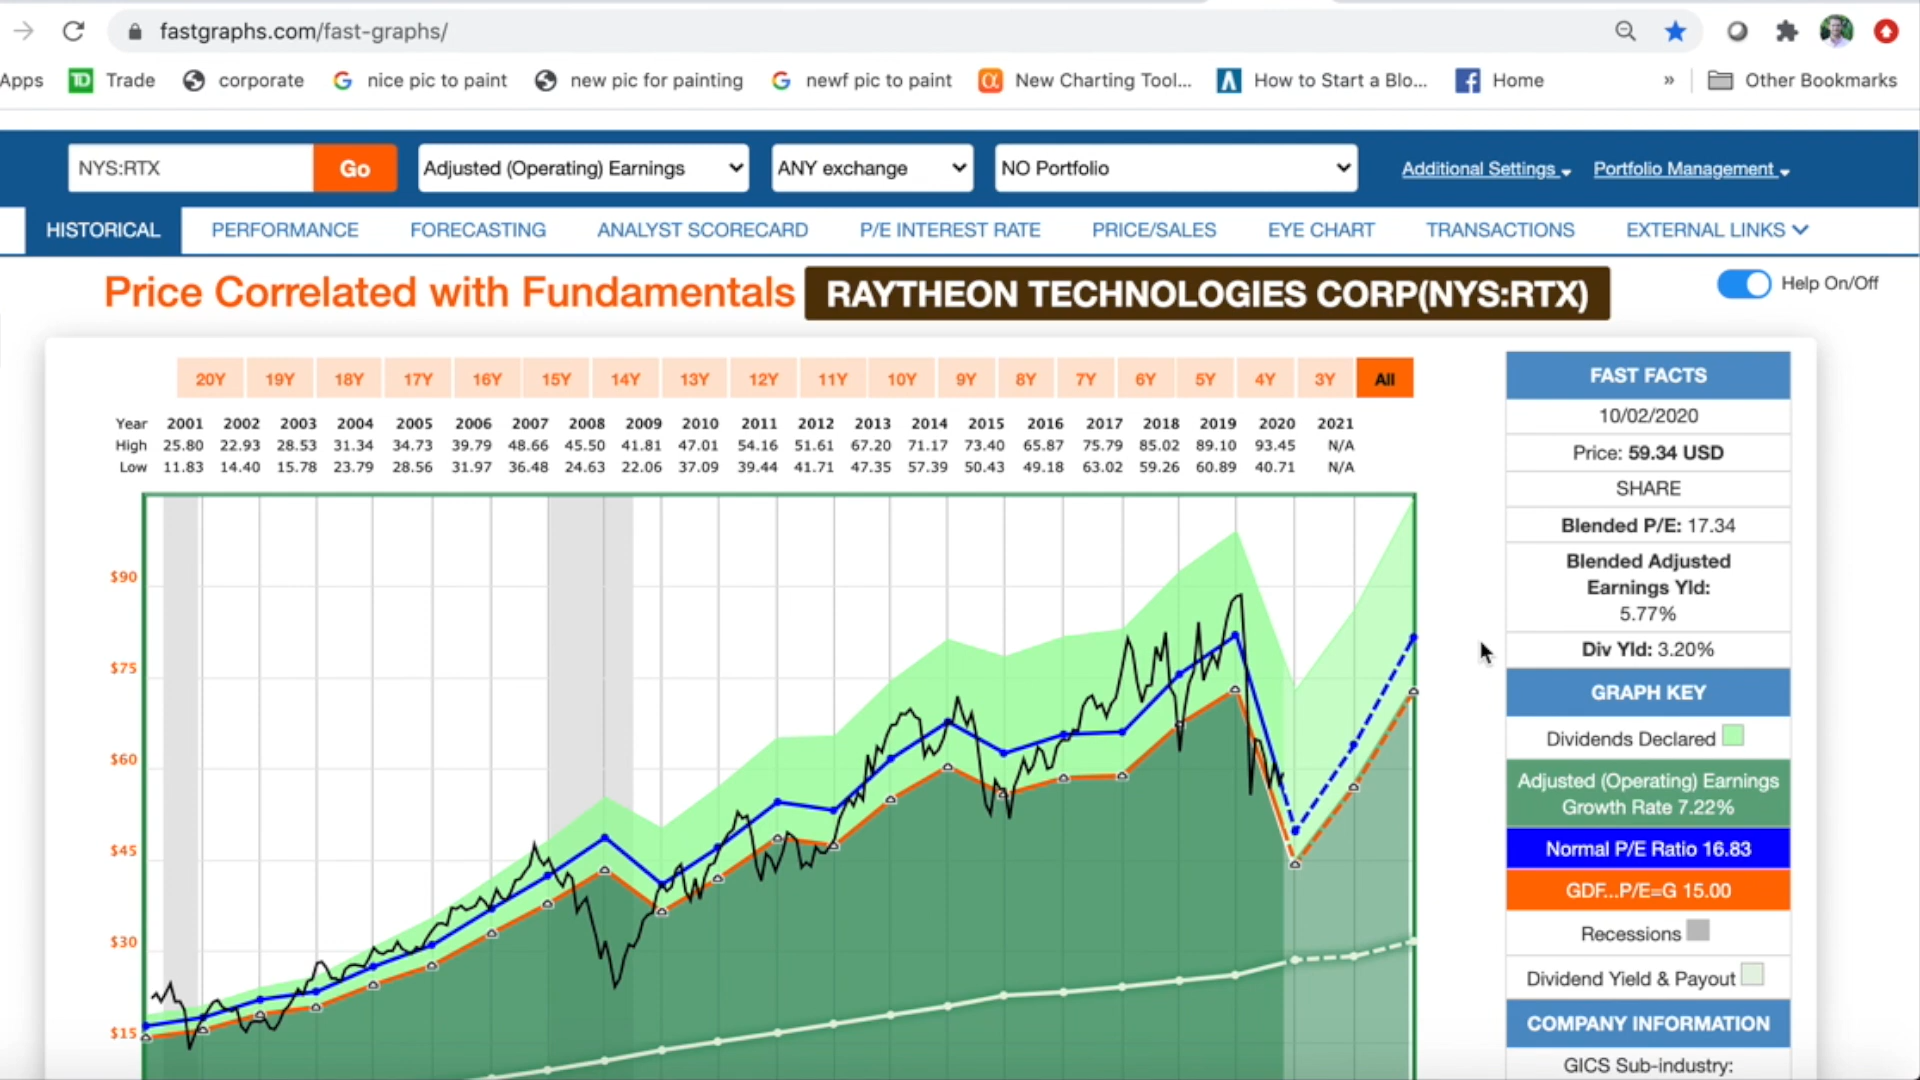 fastgraphs.com/fast-graphs/
Apps TD Trade corporate nice pic to paint new pic for painting newf pic to paint New Charting Tool... How to Start a Blo... Home » Other Bookmarks
NYS:RTX Go Adjusted (Operating) Earnings ANY exchange NO Portfolio Additional Settings Portfolio Management
HISTORICAL PERFORMANCE FORECASTING ANALYST SCORECARD P/E INTEREST RATE PRICE/SALES EYE CHART TRANSACTIONS EXTERNAL LINKS
Price Correlated with Fundamentals RAYTHEON TECHNOLOGIES CORP(NYS:RTX) Help On/Off
20Y 19Y 18Y 17Y 16Y 15Y 14Y 13Y 12Y 11Y 10Y 9Y 8Y 7Y 6Y 5Y 4Y 3Y All
Year 2001 2002 2003 2004 2005 2006 2007 2008 2009 2010 2011 2012 2013 2014 2015 2016 2017 2018 2019 2020 2021
High 25.80 22.93 28.53 31.34 34.73 39.79 48.66 45.50 41.81 47.01 54.16 51.61 67.20 71.17 73.40 65.87 75.79 85.02 89.10 93.45 N/A
Low 11.83 14.40 15.78 23.79 28.56 31.97 36.48 24.63 22.06 37.09 39.44 41.71 47.35 57.39 50.43 49.18 63.02 59.26 60.89 40.71 N/A
$90
$75
$60
$45
$30
$15
FAST FACTS
10/02/2020
Price: 59.34 USD
SHARE
Blended P/E: 17.34
Blended Adjusted
Earnings Yld:
5.77%
Div Yld: 3.20%
GRAPH KEY
Dividends Declared
Adjusted (Operating) Earnings
Growth Rate 7.22%
Normal P/E Ratio 16.83
GDF...P/E=G 15.00
Recessions
Dividend Yield & Payout
COMPANY INFORMATION
GICS Sub-industry: